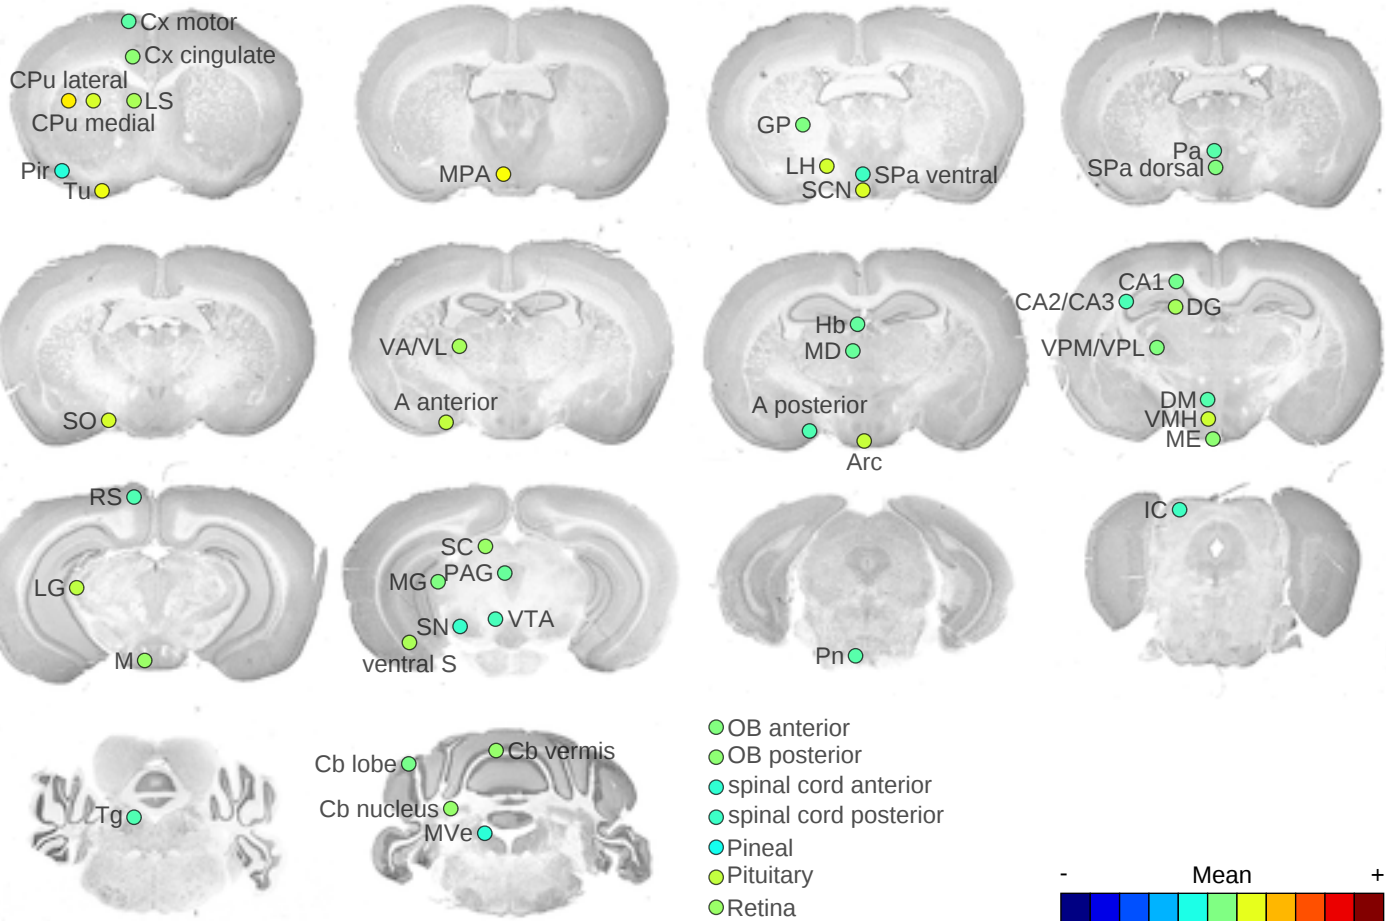 Cx motor
Cx cingulate
CPu lateral
LS
CPu medial
Pir
Tu
MPA
GP
LH
SPa ventral
SCN
Pa
SPa dorsal
SO
VA/VL
A anterior
Hb
MD
A posterior
Arc
CA1
CA2/CA3
DG
VPM/VPL
DM
VMH
ME
RS
LG
M
SC
MG
PAG
SN
VTA
ventral S
Pn
IC
Tg
Cb lobe
Cb vermis
Cb nucleus
MVe
OB anterior
OB posterior
spinal cord anterior
spinal cord posterior
Pineal
Pituitary
Retina
- Mean +